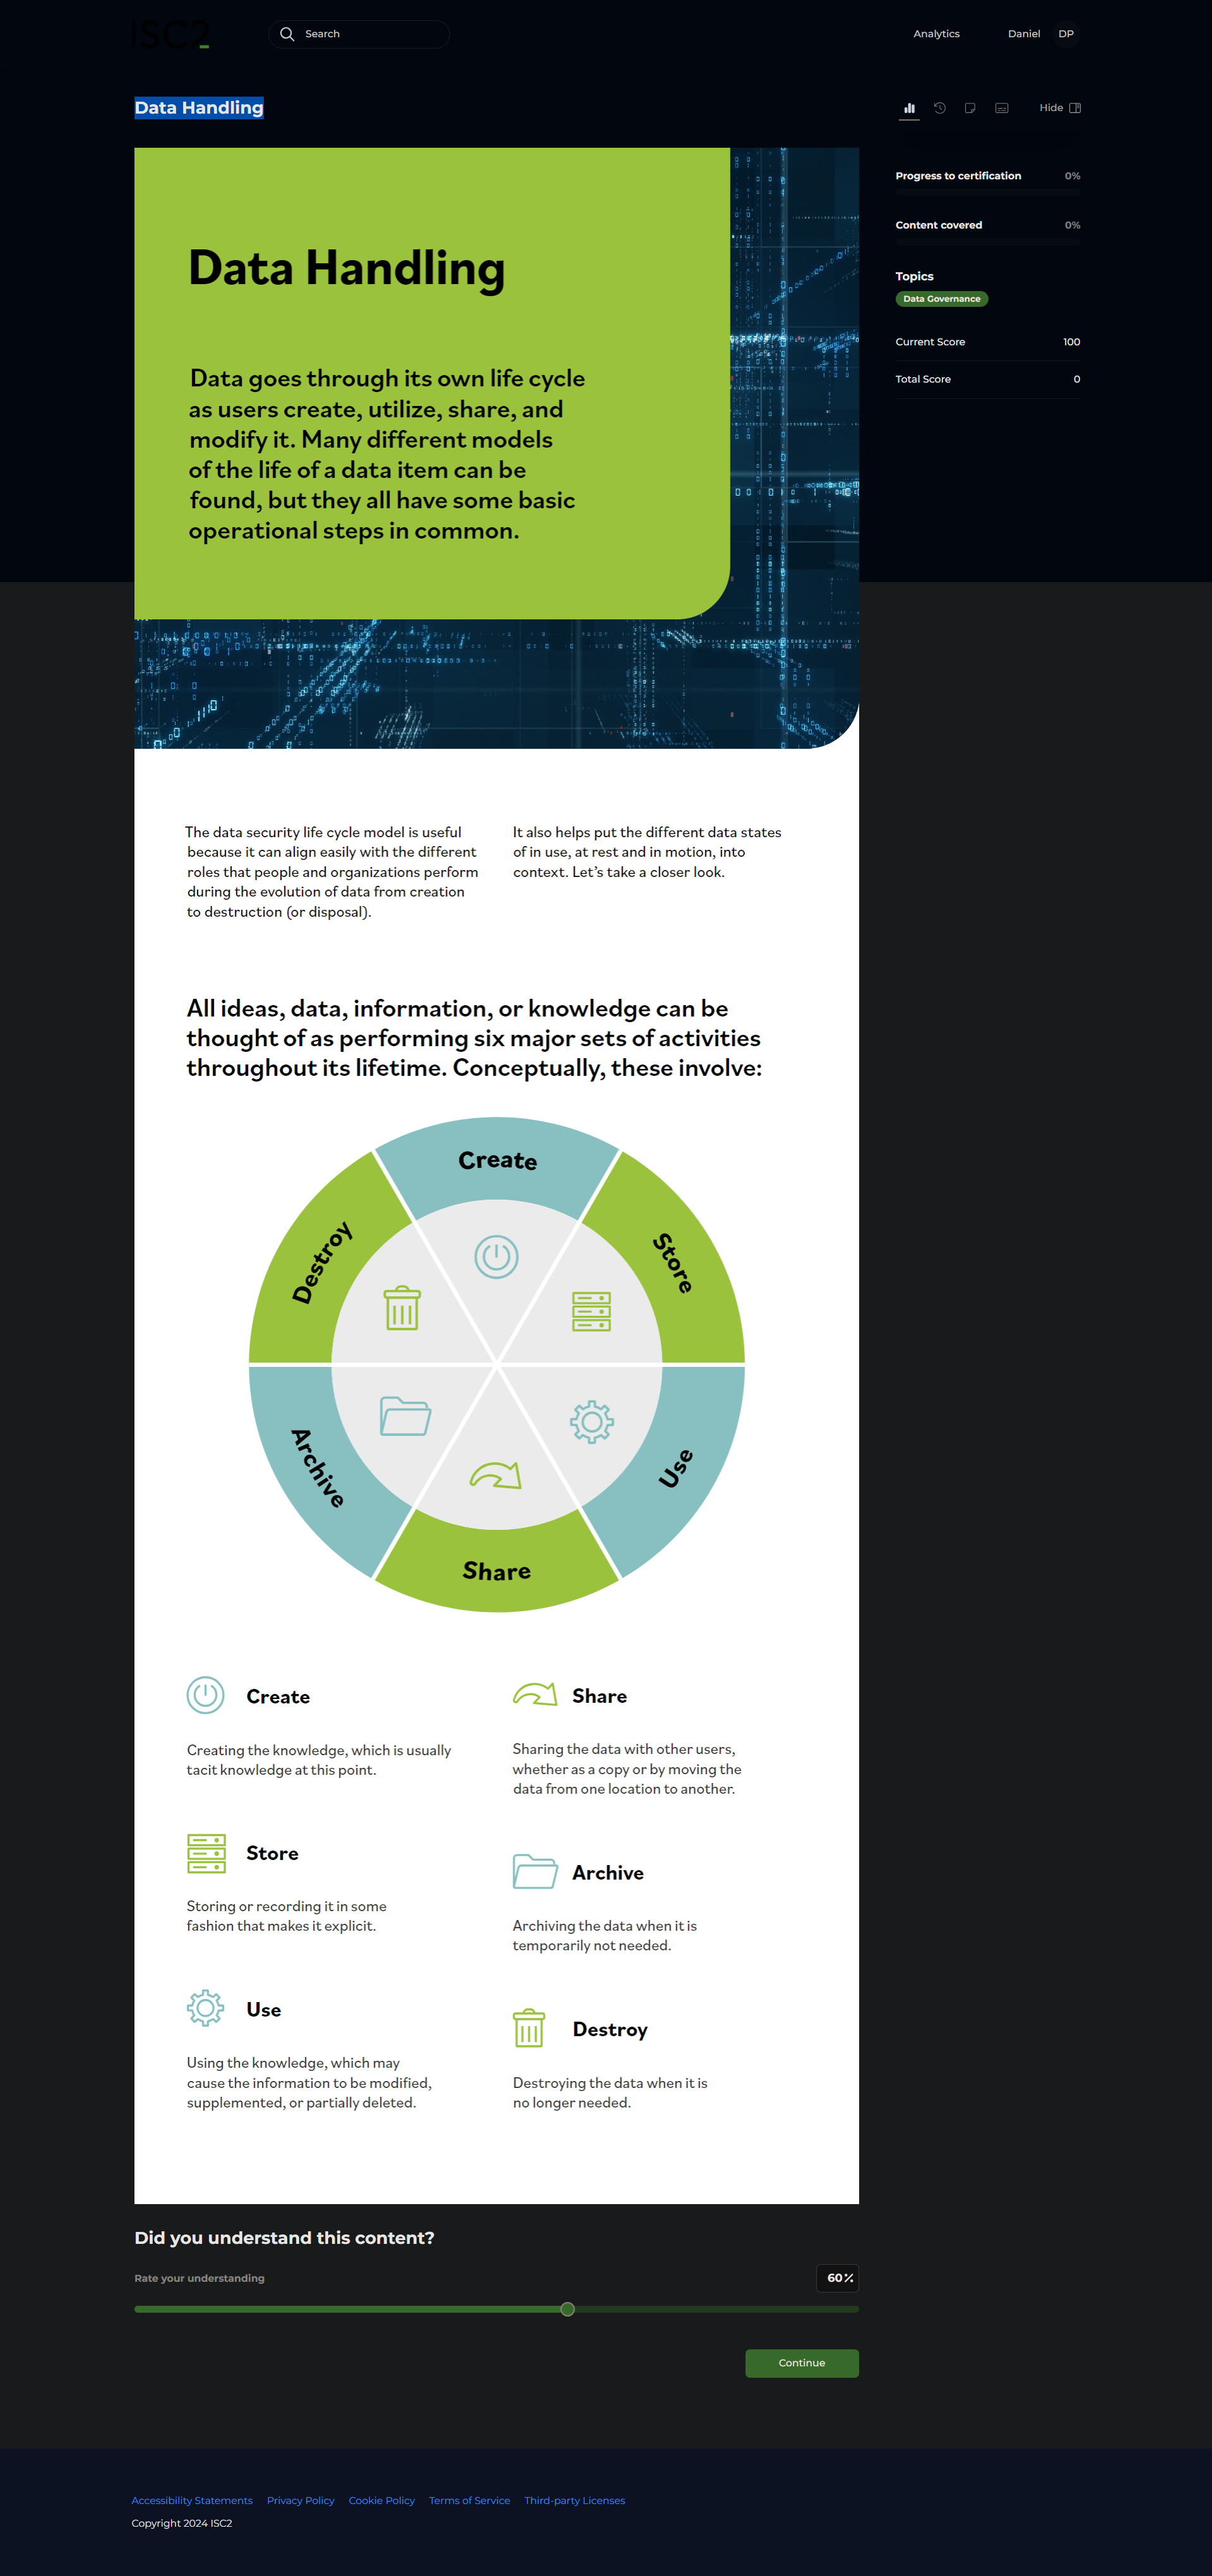 ISC2
Search
Analytics
Daniel
DP
Data Handling
Hide
Progress to certification
0%
Content covered
0%
Topics
Data Governance
Current Score
100
Total Score
0
Data Handling
Data goes through its own life cycle
as users create, utilize, share, and
modify it. Many different models
of the life of a data item can be
found, but they all have some basic
operational steps in common.
The data security life cycle model is useful
because it can align easily with the different
roles that people and organizations perform
during the evolution of data from creation
to destruction (or disposal).
It also helps put the different data states
of in use, at rest and in motion, into
context. Let’s take a closer look.
All ideas, data, information, or knowledge can be
thought of as performing six major sets of activities
throughout its lifetime. Conceptually, these involve:
Create
Store
Use
Share
Archive
Destroy
Create
Creating the knowledge, which is usually
tacit knowledge at this point.
Store
Storing or recording it in some
fashion that makes it explicit.
Use
Using the knowledge, which may
cause the information to be modified,
supplemented, or partially deleted.
Share
Sharing the data with other users,
whether as a copy or by moving the
data from one location to another.
Archive
Archiving the data when it is
temporarily not needed.
Destroy
Destroying the data when it is
no longer needed.
Did you understand this content?
Rate your understanding
60%
Continue
Accessibility Statements
Privacy Policy
Cookie Policy
Terms of Service
Third-party Licenses
Copyright 2024 ISC2